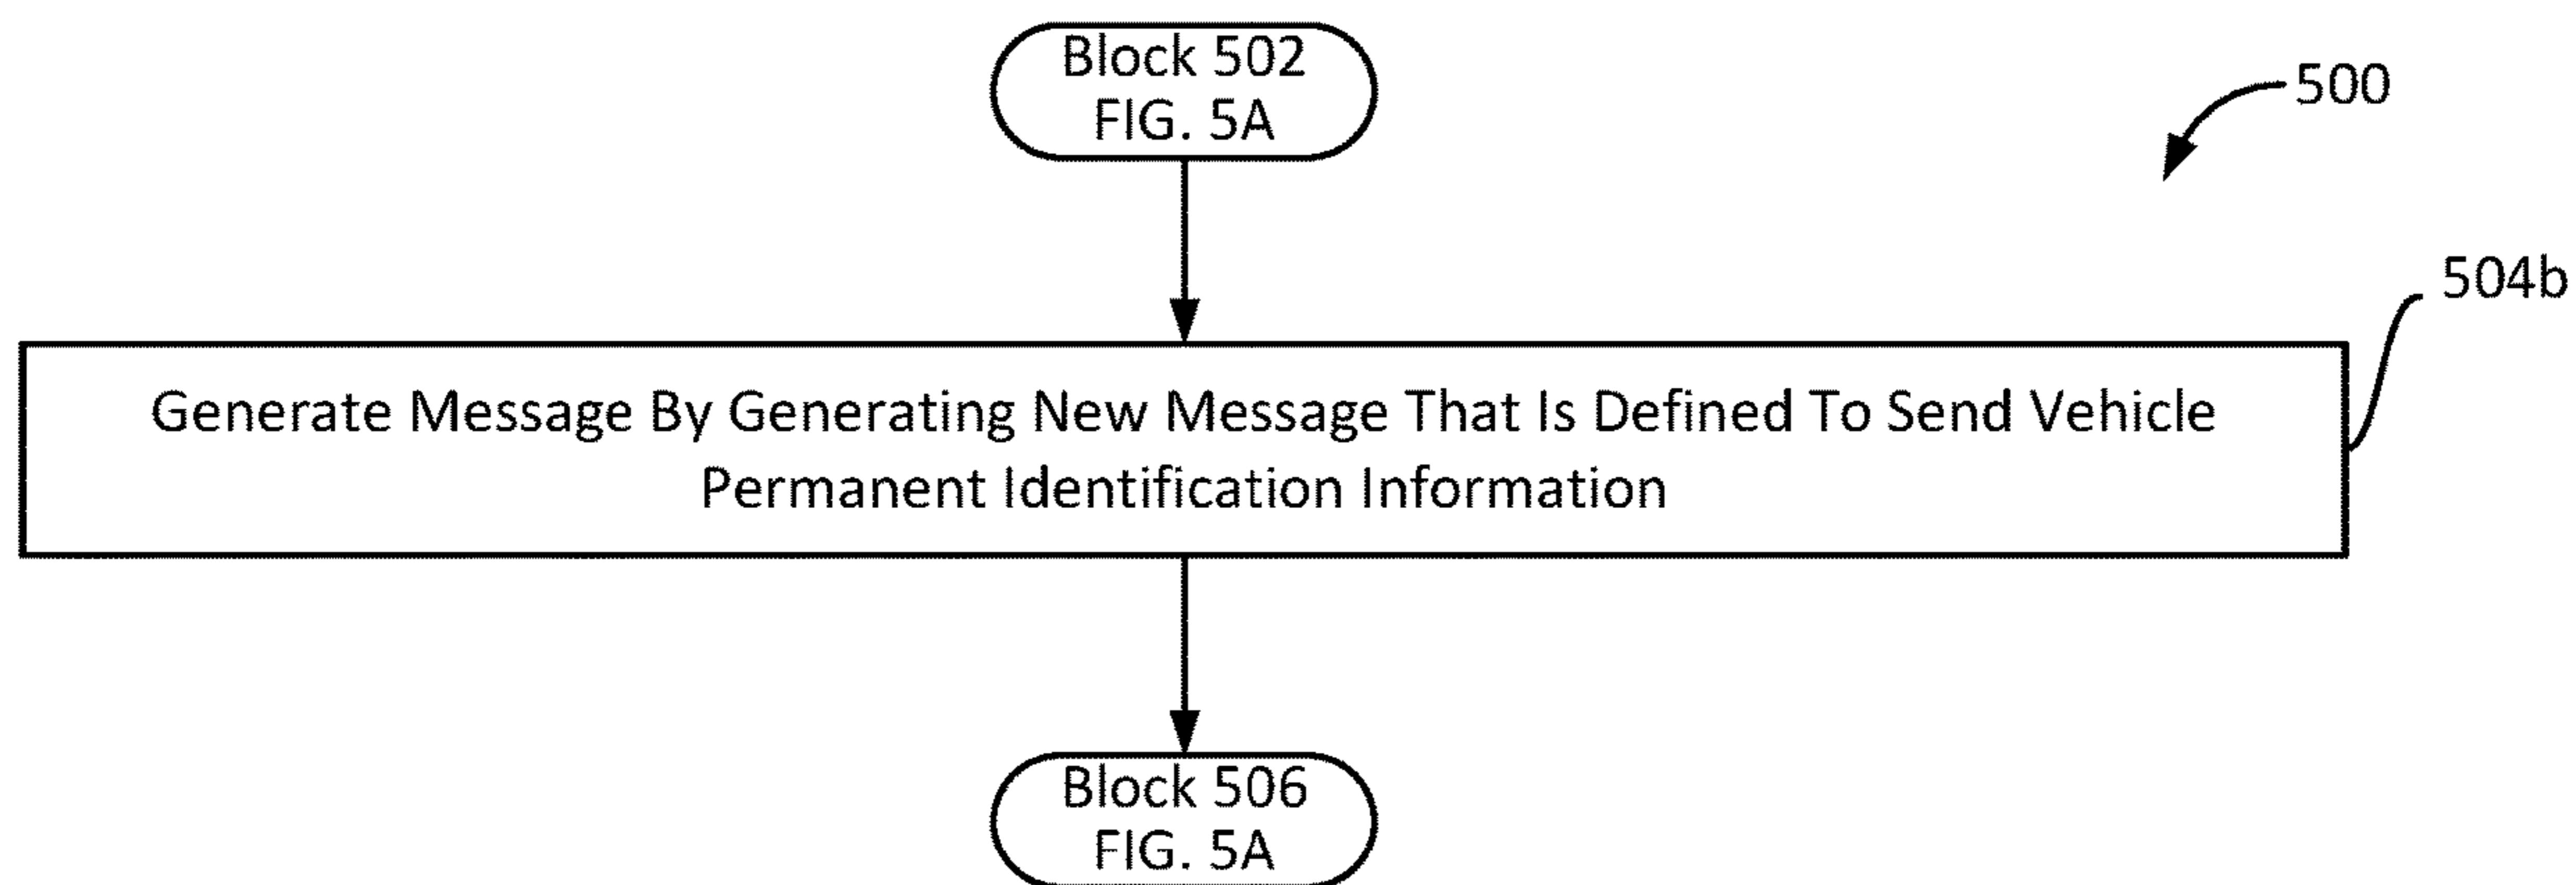 Block 502
FIG. 5A
500
504b
Generate Message By Generating New Message That Is Defined To Send Vehicle
Permanent Identification Information
Block 506
FIG. 5A